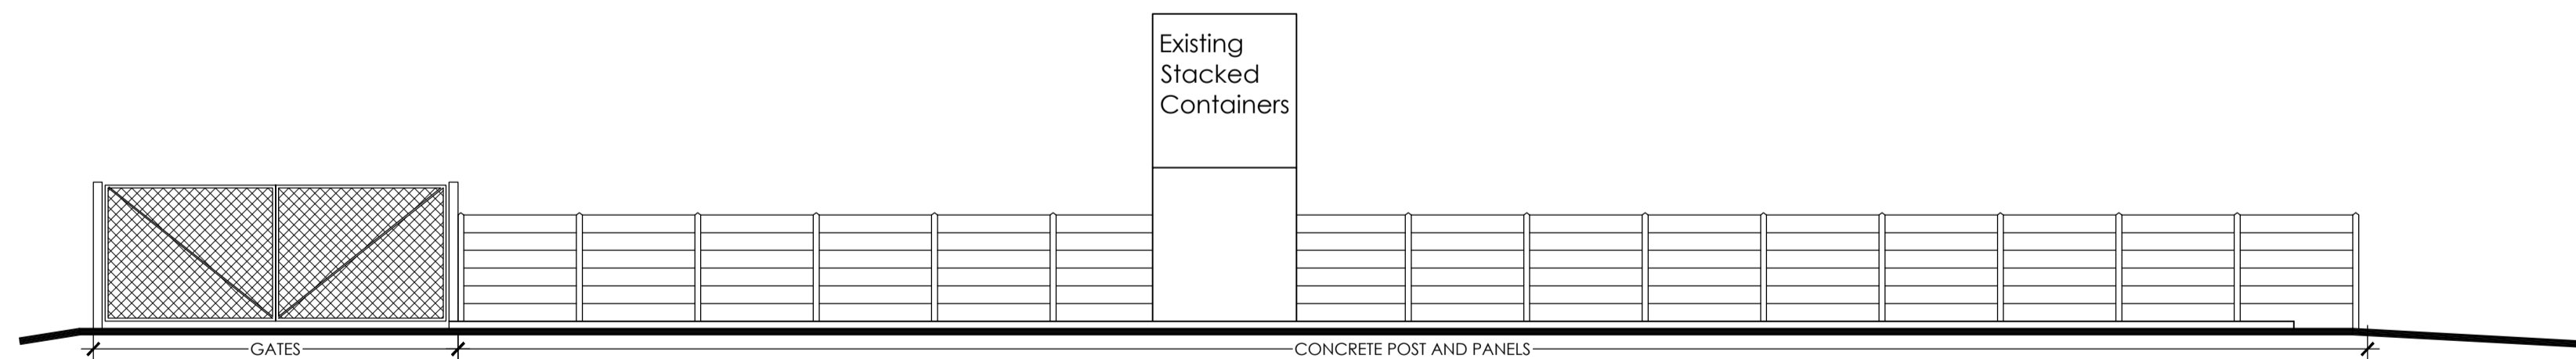 Existing
Stacked
Containers
GATES
CONCRETE POST AND PANELS